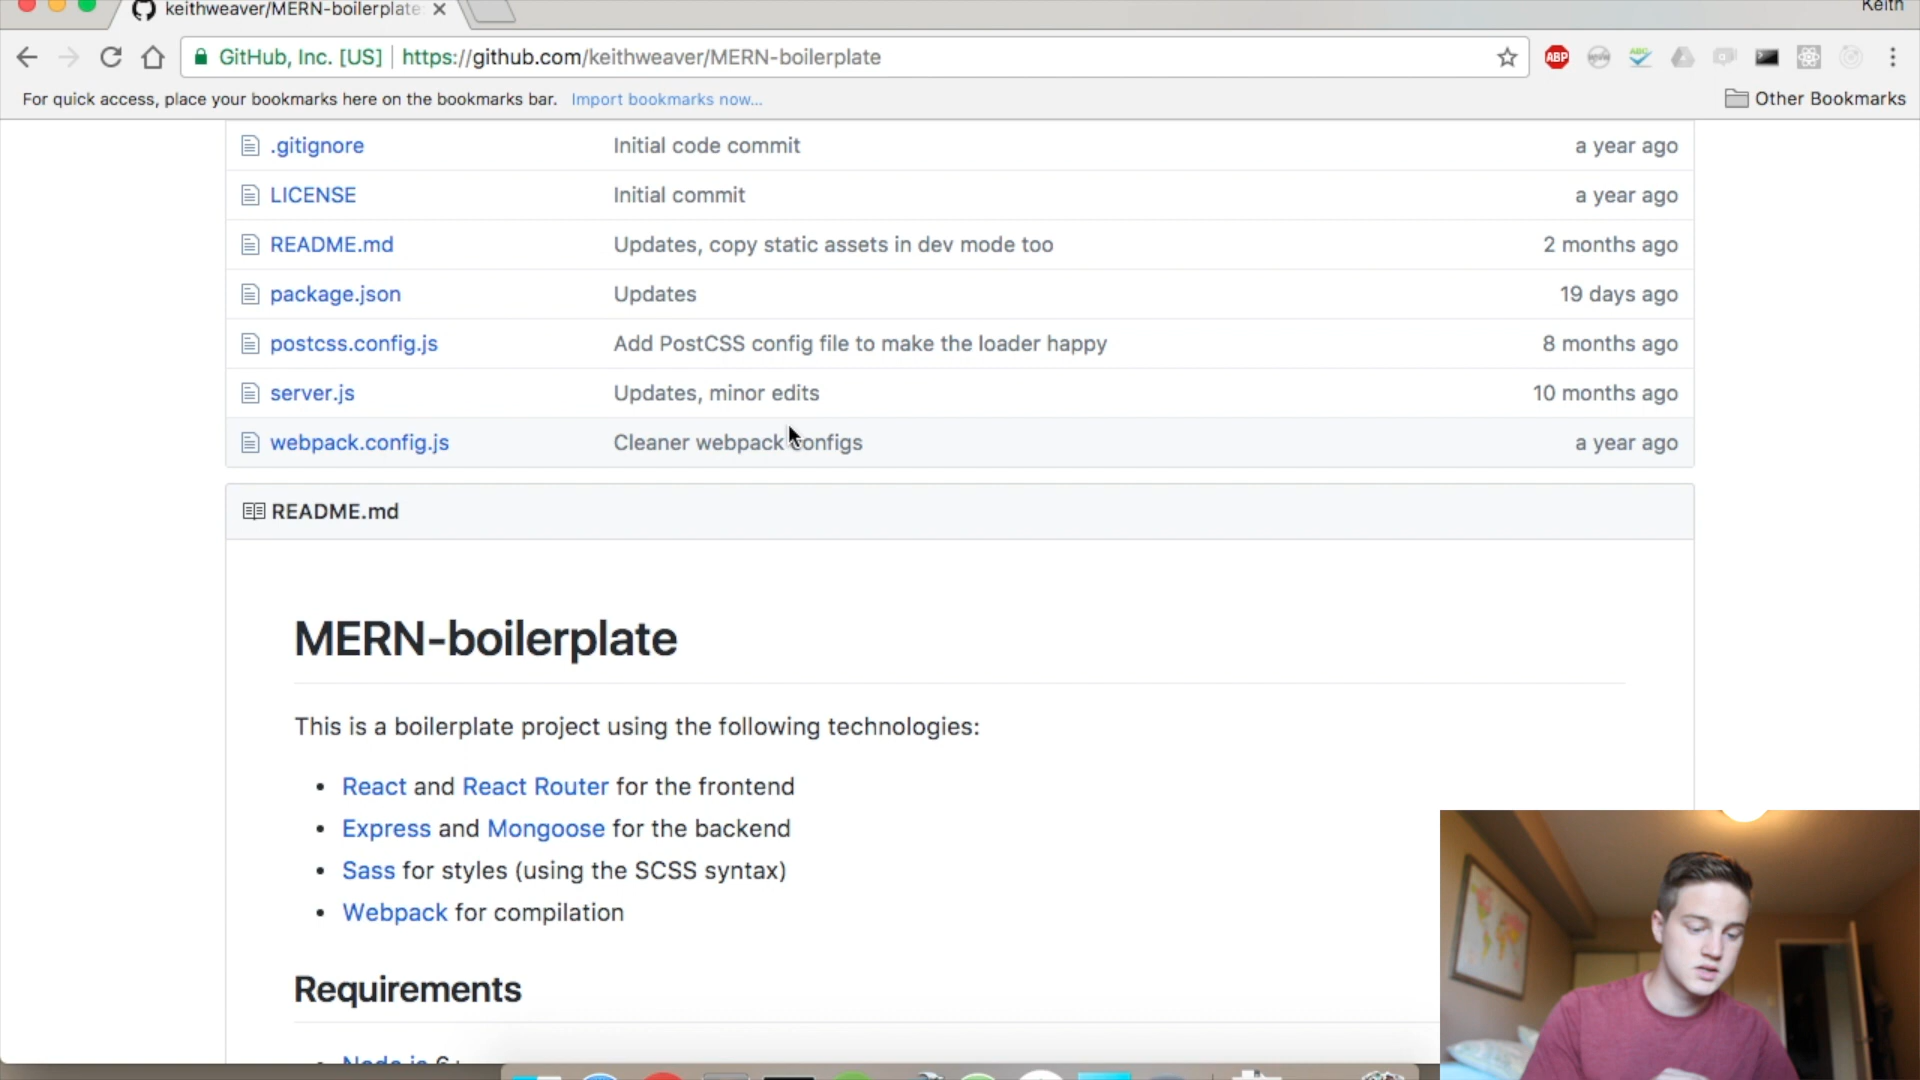 Keith
keithweaver/MERN-boilerplate
GitHub, Inc. [US] https://github.com/keithweaver/MERN-boilerplate
ABP
For quick access, place your bookmarks here on the bookmarks bar. Import bookmarks now... Other Bookmarks
.gitignore Initial code commit a year ago
LICENSE Initial commit a year ago
README.md Updates, copy static assets in dev mode too 2 months ago
package.json Updates 19 days ago
postcss.config.js Add PostCSS config file to make the loader happy 8 months ago
server.js Updates, minor edits 10 months ago
webpack.config.js Cleaner webpack configs a year ago
README.md
MERN-boilerplate
This is a boilerplate project using the following technologies:
• React and React Router for the frontend
• Express and Mongoose for the backend
• Sass for styles (using the SCSS syntax)
• Webpack for compilation
Requirements
• Node.js 6+